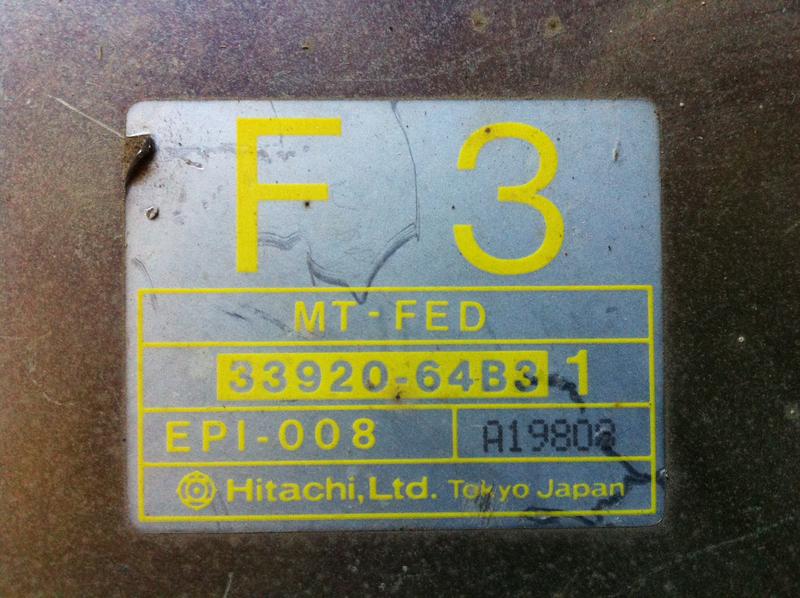 F 3
MT-FED
33920-64B3 1
EPI-008 A19802
Hitachi, Ltd. Tokyo Japan